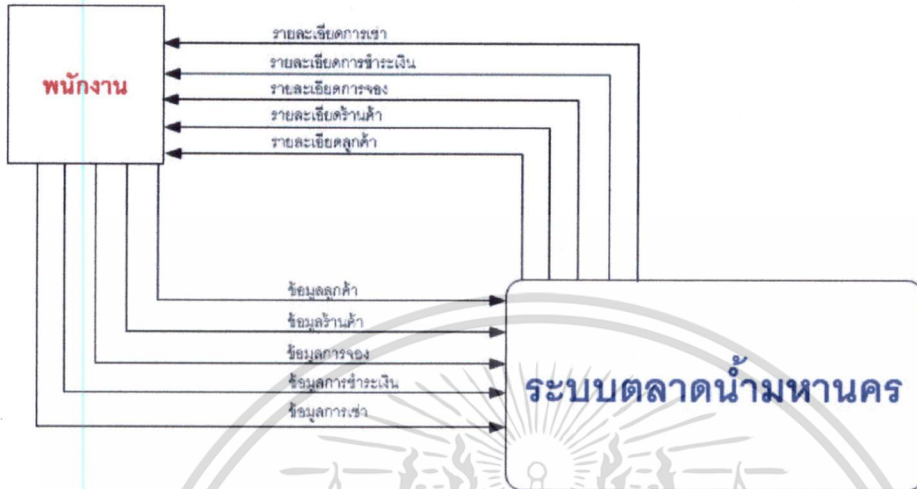 รายละเอียดการเช่า
รายละเอียดการชำระเงิน
พนักงาน
รายละเอียดการจอง
รายละเอียดร้านค้า
รายละเอียดลูกค้า
ข้อมูลลูกค้า
ข้อมูลร้านค้า
ข้อมูลการจอง
ข้อมูลการชำระเงิน
ระบบตลาดน้ำมหานคร
ข้อมูลการเช่า